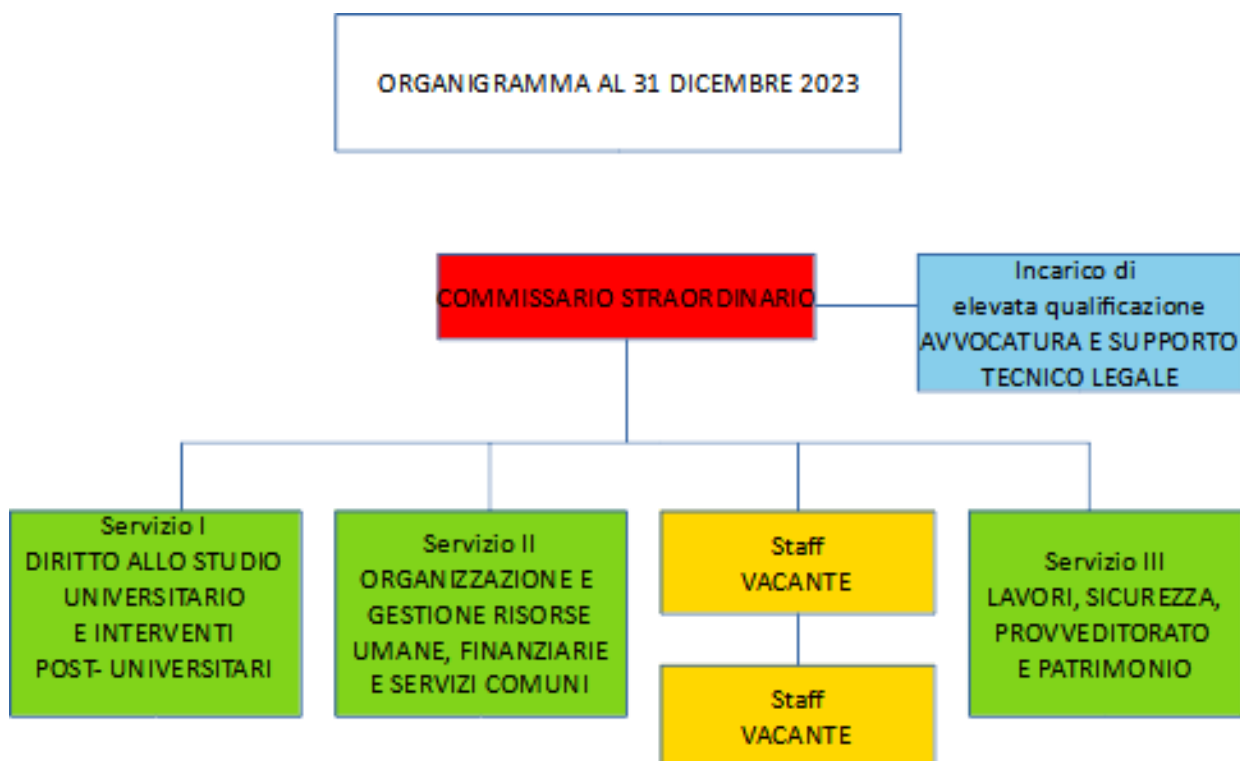 ORGANIGRAMMA AL 31 DICEMBRE 2023
COMMISSARIO STRAORDINARIO
Incarico di
elevata qualificazione
AVVOCATURA E SUPPORTO
TECNICO LEGALE
Servizio I
DIRITTO ALLO STUDIO
UNIVERSITARIO
E INTERVENTI
POST- UNIVERSITARI
Servizio II
ORGANIZZAZIONE E
GESTIONE RISORSE
UMANE, FINANZIARIE
E SERVIZI COMUNI
Staff
VACANTE
Staff
VACANTE
Servizio III
LAVORI, SICUREZZA,
PROVVEDITORATO
E PATRIMONIO